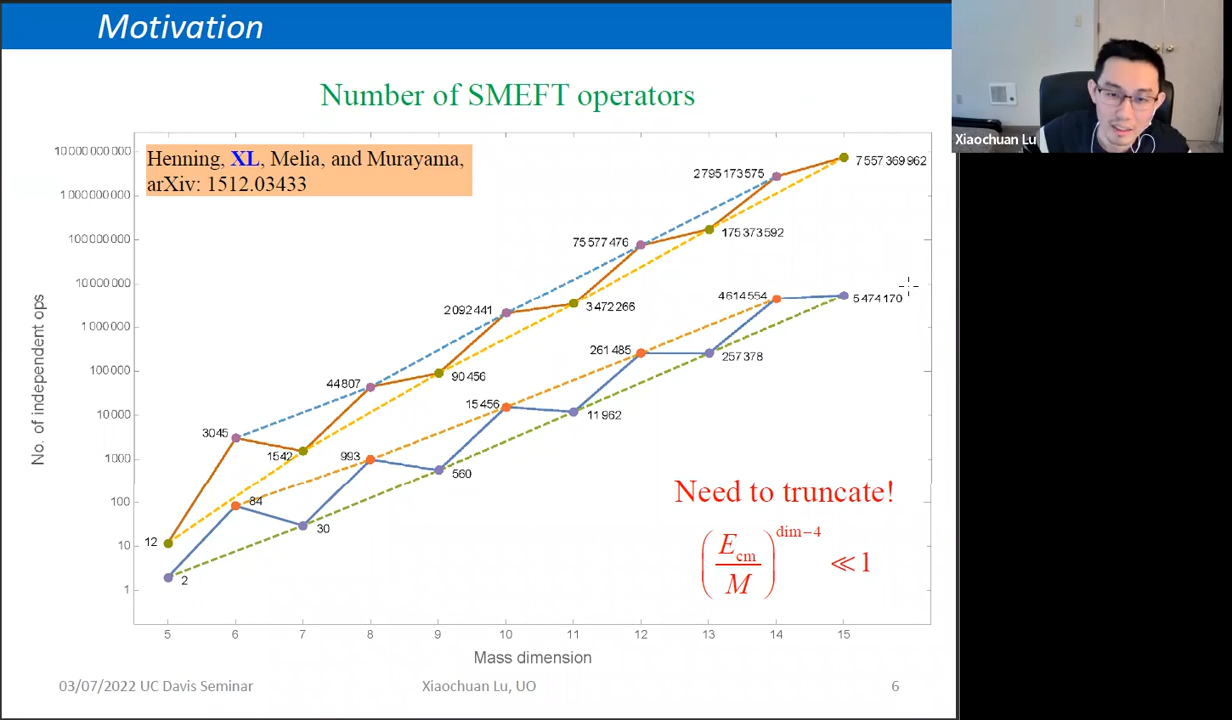 Motivation
Number of SMEFT operators
Henning, XL, Melia, and Murayama,
arXiv: 1512.03433
Xiaochuan Lu
No. of independent ops
10 000 000 000
1 000 000 000
100 000 000
10 000 000
1 000 000
100 000
10 000
1000
100
10
1
12
3045
1542
44 807
90 456
2 092 441
3 472 266
75 577 476
175 373 592
2 795 173 575
7 557 369 962
2
84
30
993
560
15 456
11 962
261 485
257 378
4 614 554
5 474 170
Need to truncate!
(E_cm / M)^{dim−4} ≪ 1
5 6 7 8 9 10 11 12 13 14 15
Mass dimension
03/07/2022 UC Davis Seminar
Xiaochuan Lu, UO
6